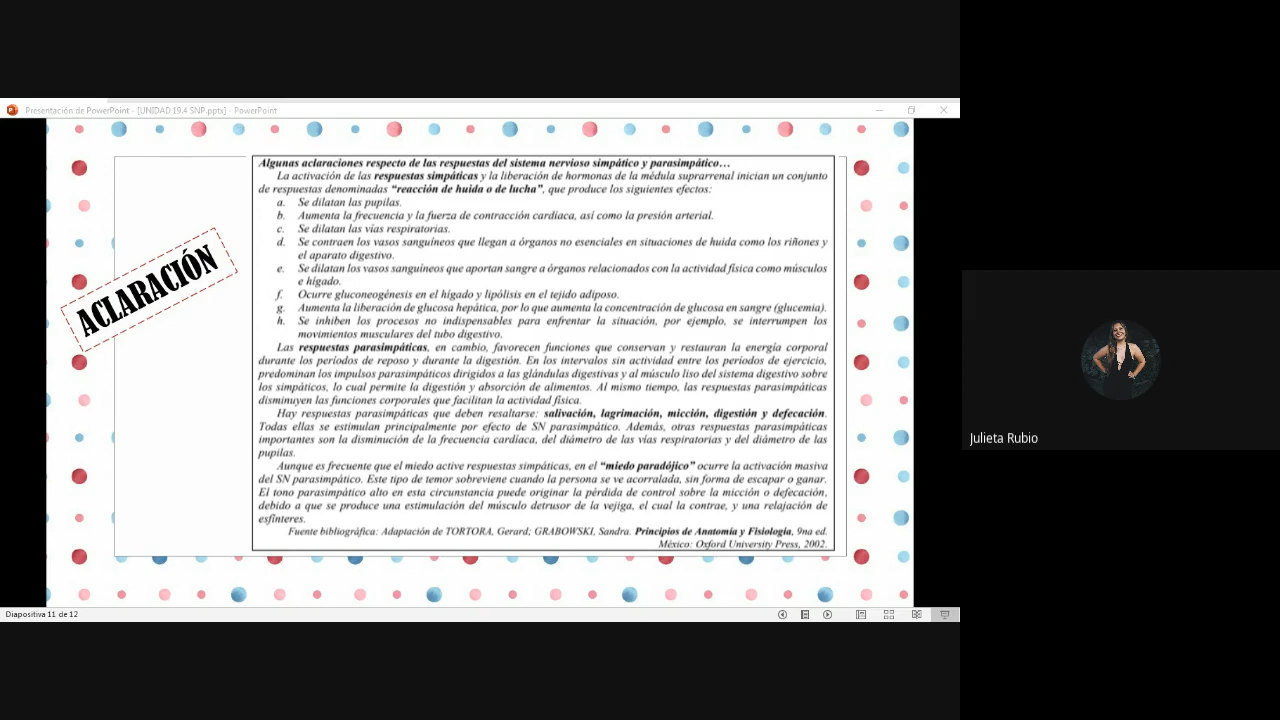 Presentación de PowerPoint - [UNIDAD 19.4 SNP.pptx] - PowerPoint
ACLARACIÓN
Algunas aclaraciones respecto de las respuestas del sistema nervioso simpático y parasimpático…
La activación de las respuestas simpáticas y la liberación de hormonas de la médula suprarrenal inician un conjunto
de respuestas denominadas “reacción de huida o de lucha”, que produce los siguientes efectos:
a. Se dilatan las pupilas.
b. Aumenta la frecuencia y la fuerza de contracción cardíaca, así como la presión arterial.
c. Se dilatan las vías respiratorias.
d. Se contraen los vasos sanguíneos que llegan a órganos no esenciales en situaciones de huida como los riñones y
el aparato digestivo.
e. Se dilatan los vasos sanguíneos que aportan sangre a órganos relacionados con la actividad física como músculos
e hígado.
f. Ocurre gluconeogénesis en el hígado y lipólisis en el tejido adiposo.
g. Aumenta la liberación de glucosa hepática, por lo que aumenta la concentración de glucosa en sangre (glucemia).
h. Se inhiben los procesos no indispensables para enfrentar la situación, por ejemplo, se interrumpen los
movimientos musculares del tubo digestivo.
Las respuestas parasimpáticas, en cambio, favorecen funciones que conservan y restauran la energía corporal
durante los períodos de reposo y durante la digestión. En los intervalos sin actividad entre los períodos de ejercicio,
predominan los impulsos parasimpáticos dirigidos a las glándulas digestivas y al músculo liso del sistema digestivo sobre
los simpáticos, lo cual permite la digestión y absorción de alimentos. Al mismo tiempo, las respuestas parasimpáticas
disminuyen las funciones corporales que facilitan la actividad física.
Hay respuestas parasimpáticas que deben resaltarse: salivación, lagrimación, micción, digestión y defecación.
Todas ellas se estimulan principalmente por efecto de SN parasimpático. Además, otras respuestas parasimpáticas
importantes son la disminución de la frecuencia cardíaca, del diámetro de las vías respiratorias y del diámetro de las
pupilas.
Aunque es frecuente que el miedo active respuestas simpáticas, en el “miedo paradójico” ocurre la activación masiva
del SN parasimpático. Este tipo de temor sobreviene cuando la persona se ve acorralada, sin forma de escapar o ganar.
El tono parasimpático alto en esta circunstancia puede originar la pérdida de control sobre la micción o defecación,
debido a que se produce una estimulación del músculo detrusor de la vejiga, el cual la contrae, y una relajación de
esfínteres.
Fuente bibliográfica: Adaptación de TORTORA, Gerard; GRABOWSKI, Sandra. Principios de Anatomía y Fisiología, 9na ed.
México: Oxford University Press, 2002.
Diapositiva 11 de 12
Julieta Rubio